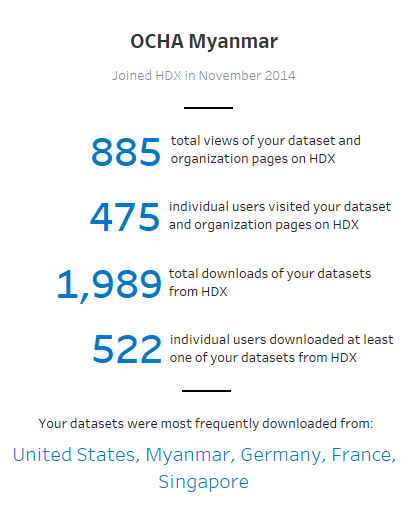 OCHA Myanmar
Joined HDX in November 2014
885 total views of your dataset and
organization pages on HDX
475 individual users visited your dataset
and organization pages on HDX
1,989 total downloads of your datasets
from HDX
522 individual users downloaded at least
one of your datasets from HDX
Your datasets were most frequently downloaded from:
United States, Myanmar, Germany, France,
Singapore